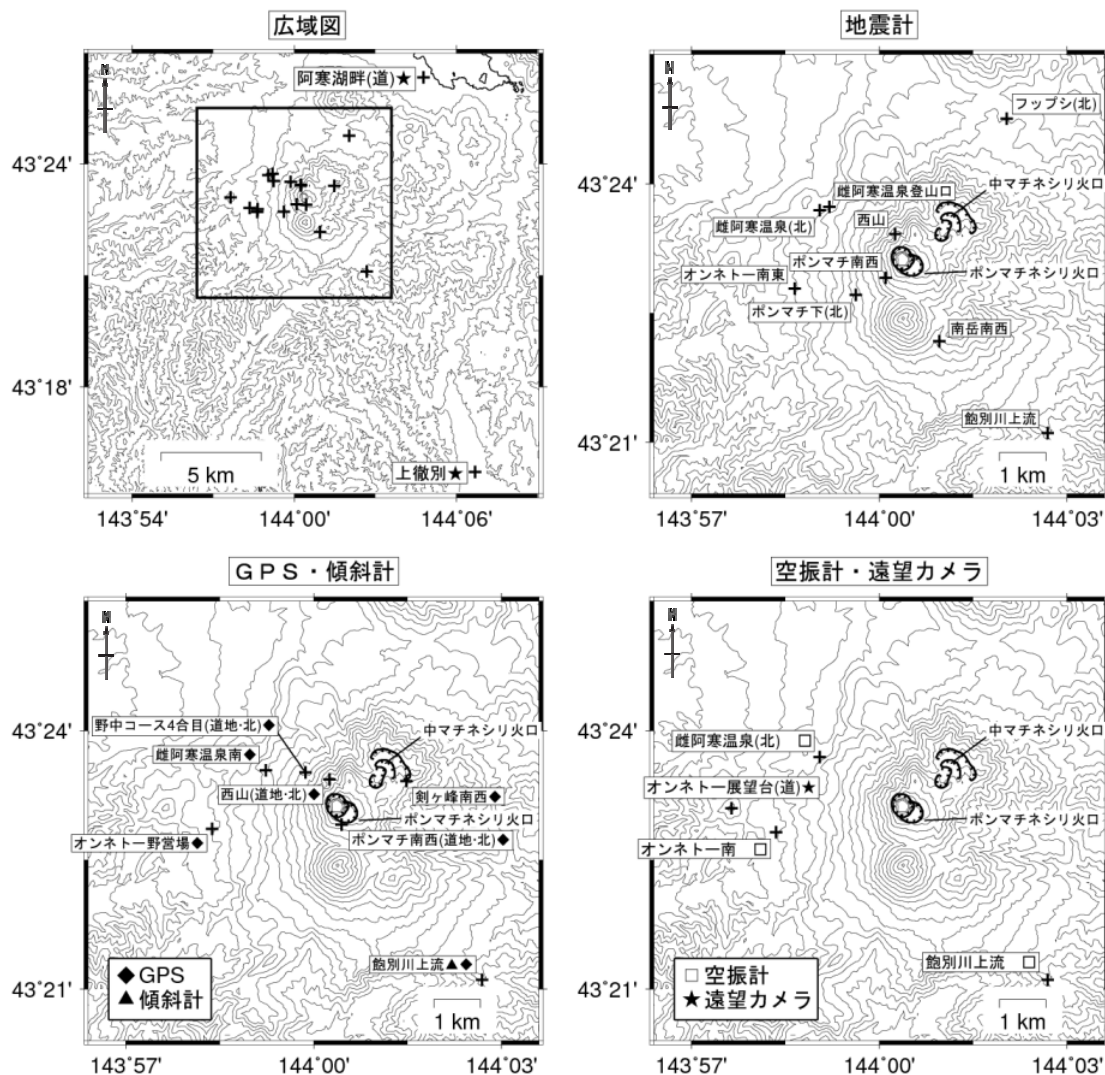 広域図
N
阿寒湖畔(道)★
43°24'
43°18'
5 km
上徹別★
143°54'
144°00'
144°06'
地震計
N
フップシ(北)
43°24'
雌阿寒温泉登山口
中マチネシリ火口
雌阿寒温泉(北)
西山
ポンマチ南西
オンネトー南東
ポンマチネシリ火口
ポンマチ下(北)
南岳南西
飽別川上流
43°21'
1 km
143°57'
144°00'
144°03'
GPS・傾斜計
N
43°24'
野中コース4合目(道地・北)◆
中マチネシリ火口
雌阿寒温泉南◆
西山(道地・北)◆
剣ヶ峰南西◆
ポンマチネシリ火口
オンネトー野営場◆
ポンマチ南西(道地・北)◆
飽別川上流▲◆
◆GPS
▲傾斜計
43°21'
1 km
143°57'
144°00'
144°03'
空振計・遠望カメラ
N
43°24'
中マチネシリ火口
雌阿寒温泉(北) □
オンネトー展望台(道)★
ポンマチネシリ火口
オンネトー南 □
飽別川上流 □
□ 空振計
★遠望カメラ
43°21'
1 km
143°57'
144°00'
144°03'